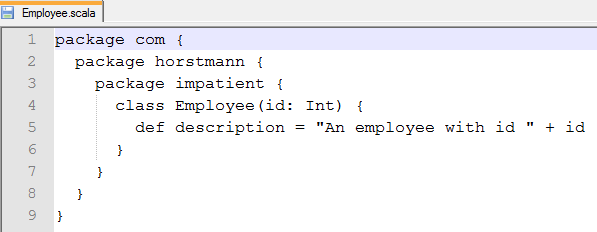 Employee.scala
1 package com {
2   package horstmann {
3     package impatient {
4       class Employee(id: Int) {
5         def description = "An employee with id " + id
6       }
7     }
8   }
9 }